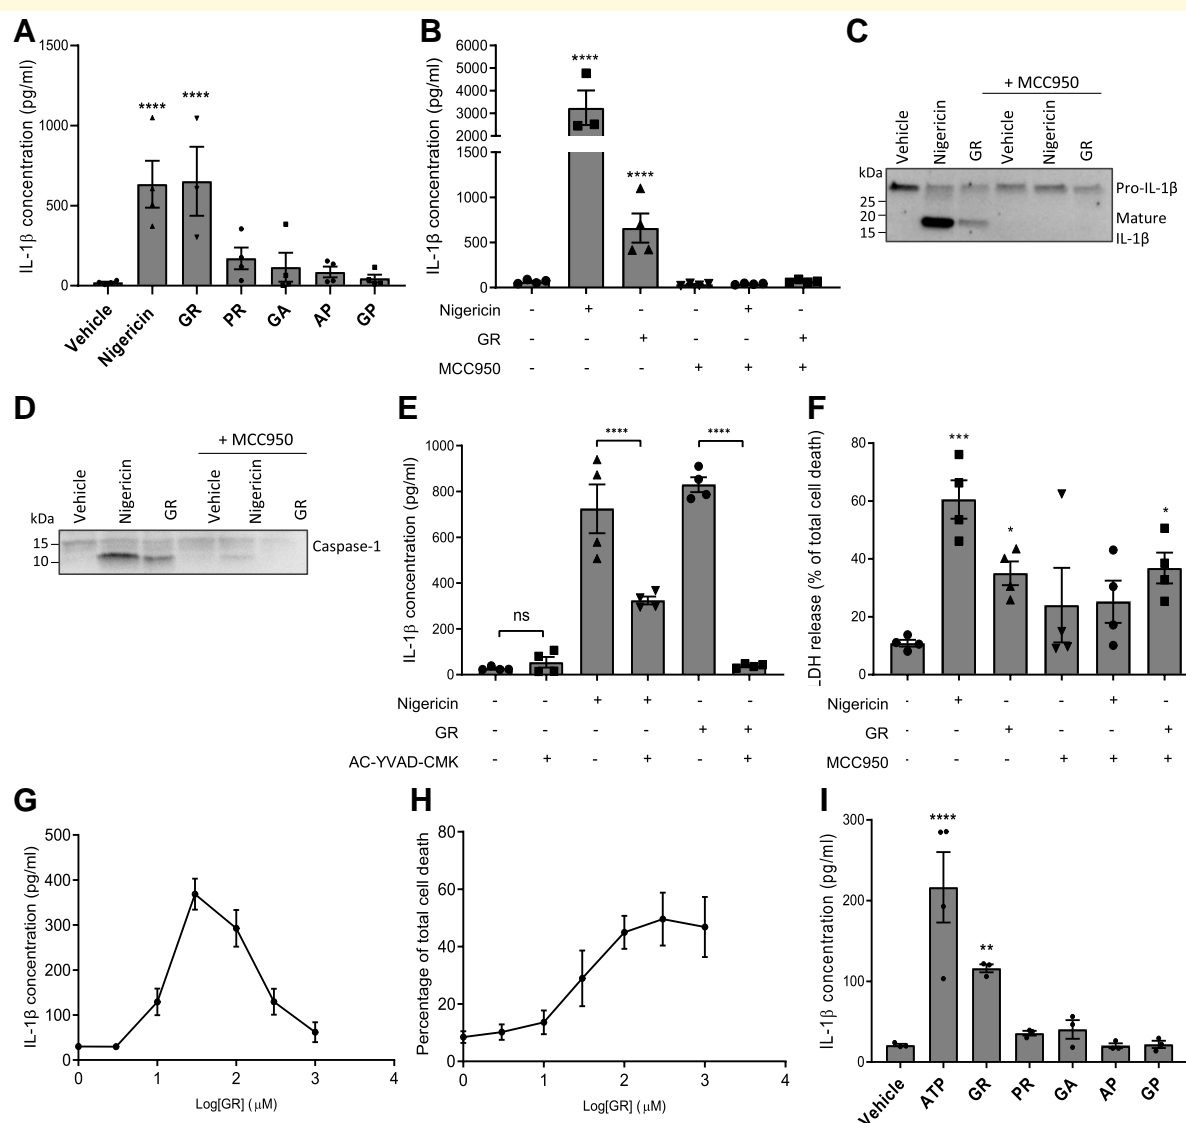 A
IL-1β concentration (pg/ml)
1500
1000
500
0
**** ****
Vehicle Nigericin GR PR GA AP GP
B
IL-1β concentration (pg/ml)
6000
5000
4000
3000
2000
1500
1000
500
0
****
****
Nigericin - + - - + -
GR - - + - - +
MCC950 - - - + + +
C
+ MCC950
Vehicle Nigericin GR Vehicle Nigericin GR
kDa
25
20
15
Pro-IL-1β
Mature
IL-1β
D
+ MCC950
Vehicle Nigericin GR Vehicle Nigericin GR
kDa
15
10
Caspase-1
E
IL-1β concentration (pg/ml)
1000
800
600
400
200
0
ns **** ****
Nigericin - - + + - -
GR - - - - + +
AC-YVAD-CMK - + - + - +
F
LDH release (% of total cell death)
80
60
40
20
0
*** * *
Nigericin - + - - + -
GR - - + - - +
MCC950 - - - + + +
G
IL-1β concentration (pg/ml)
500
400
300
200
100
0
0 1 2 3 4
Log[GR] (μM)
H
Percentage of total cell death
80
60
40
20
0
0 1 2 3 4
Log[GR] (μM)
I
IL-1β concentration (pg/ml)
300
200
100
0
**** **
Vehicle ATP GR PR GA AP GP